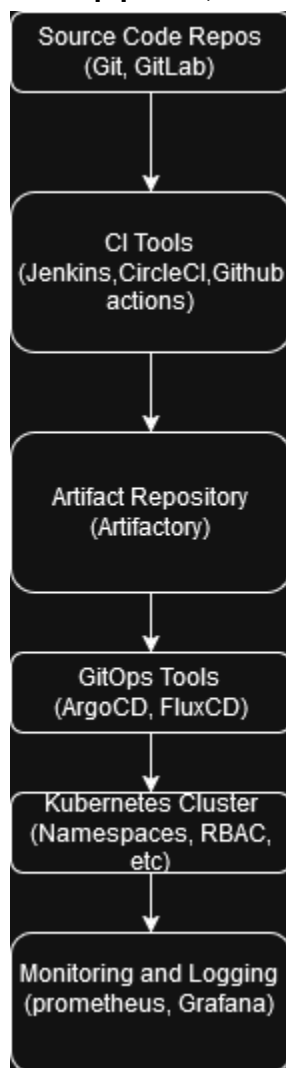 Source Code Repos
(Git, GitLab)
CI Tools
(Jenkins,CircleCI,Github
actions)
Artifact Repository
(Artifactory)
GitOps Tools
(ArgoCD, FluxCD)
Kubernetes Cluster
(Namespaces, RBAC,
etc)
Monitoring and Logging
(prometheus, Grafana)